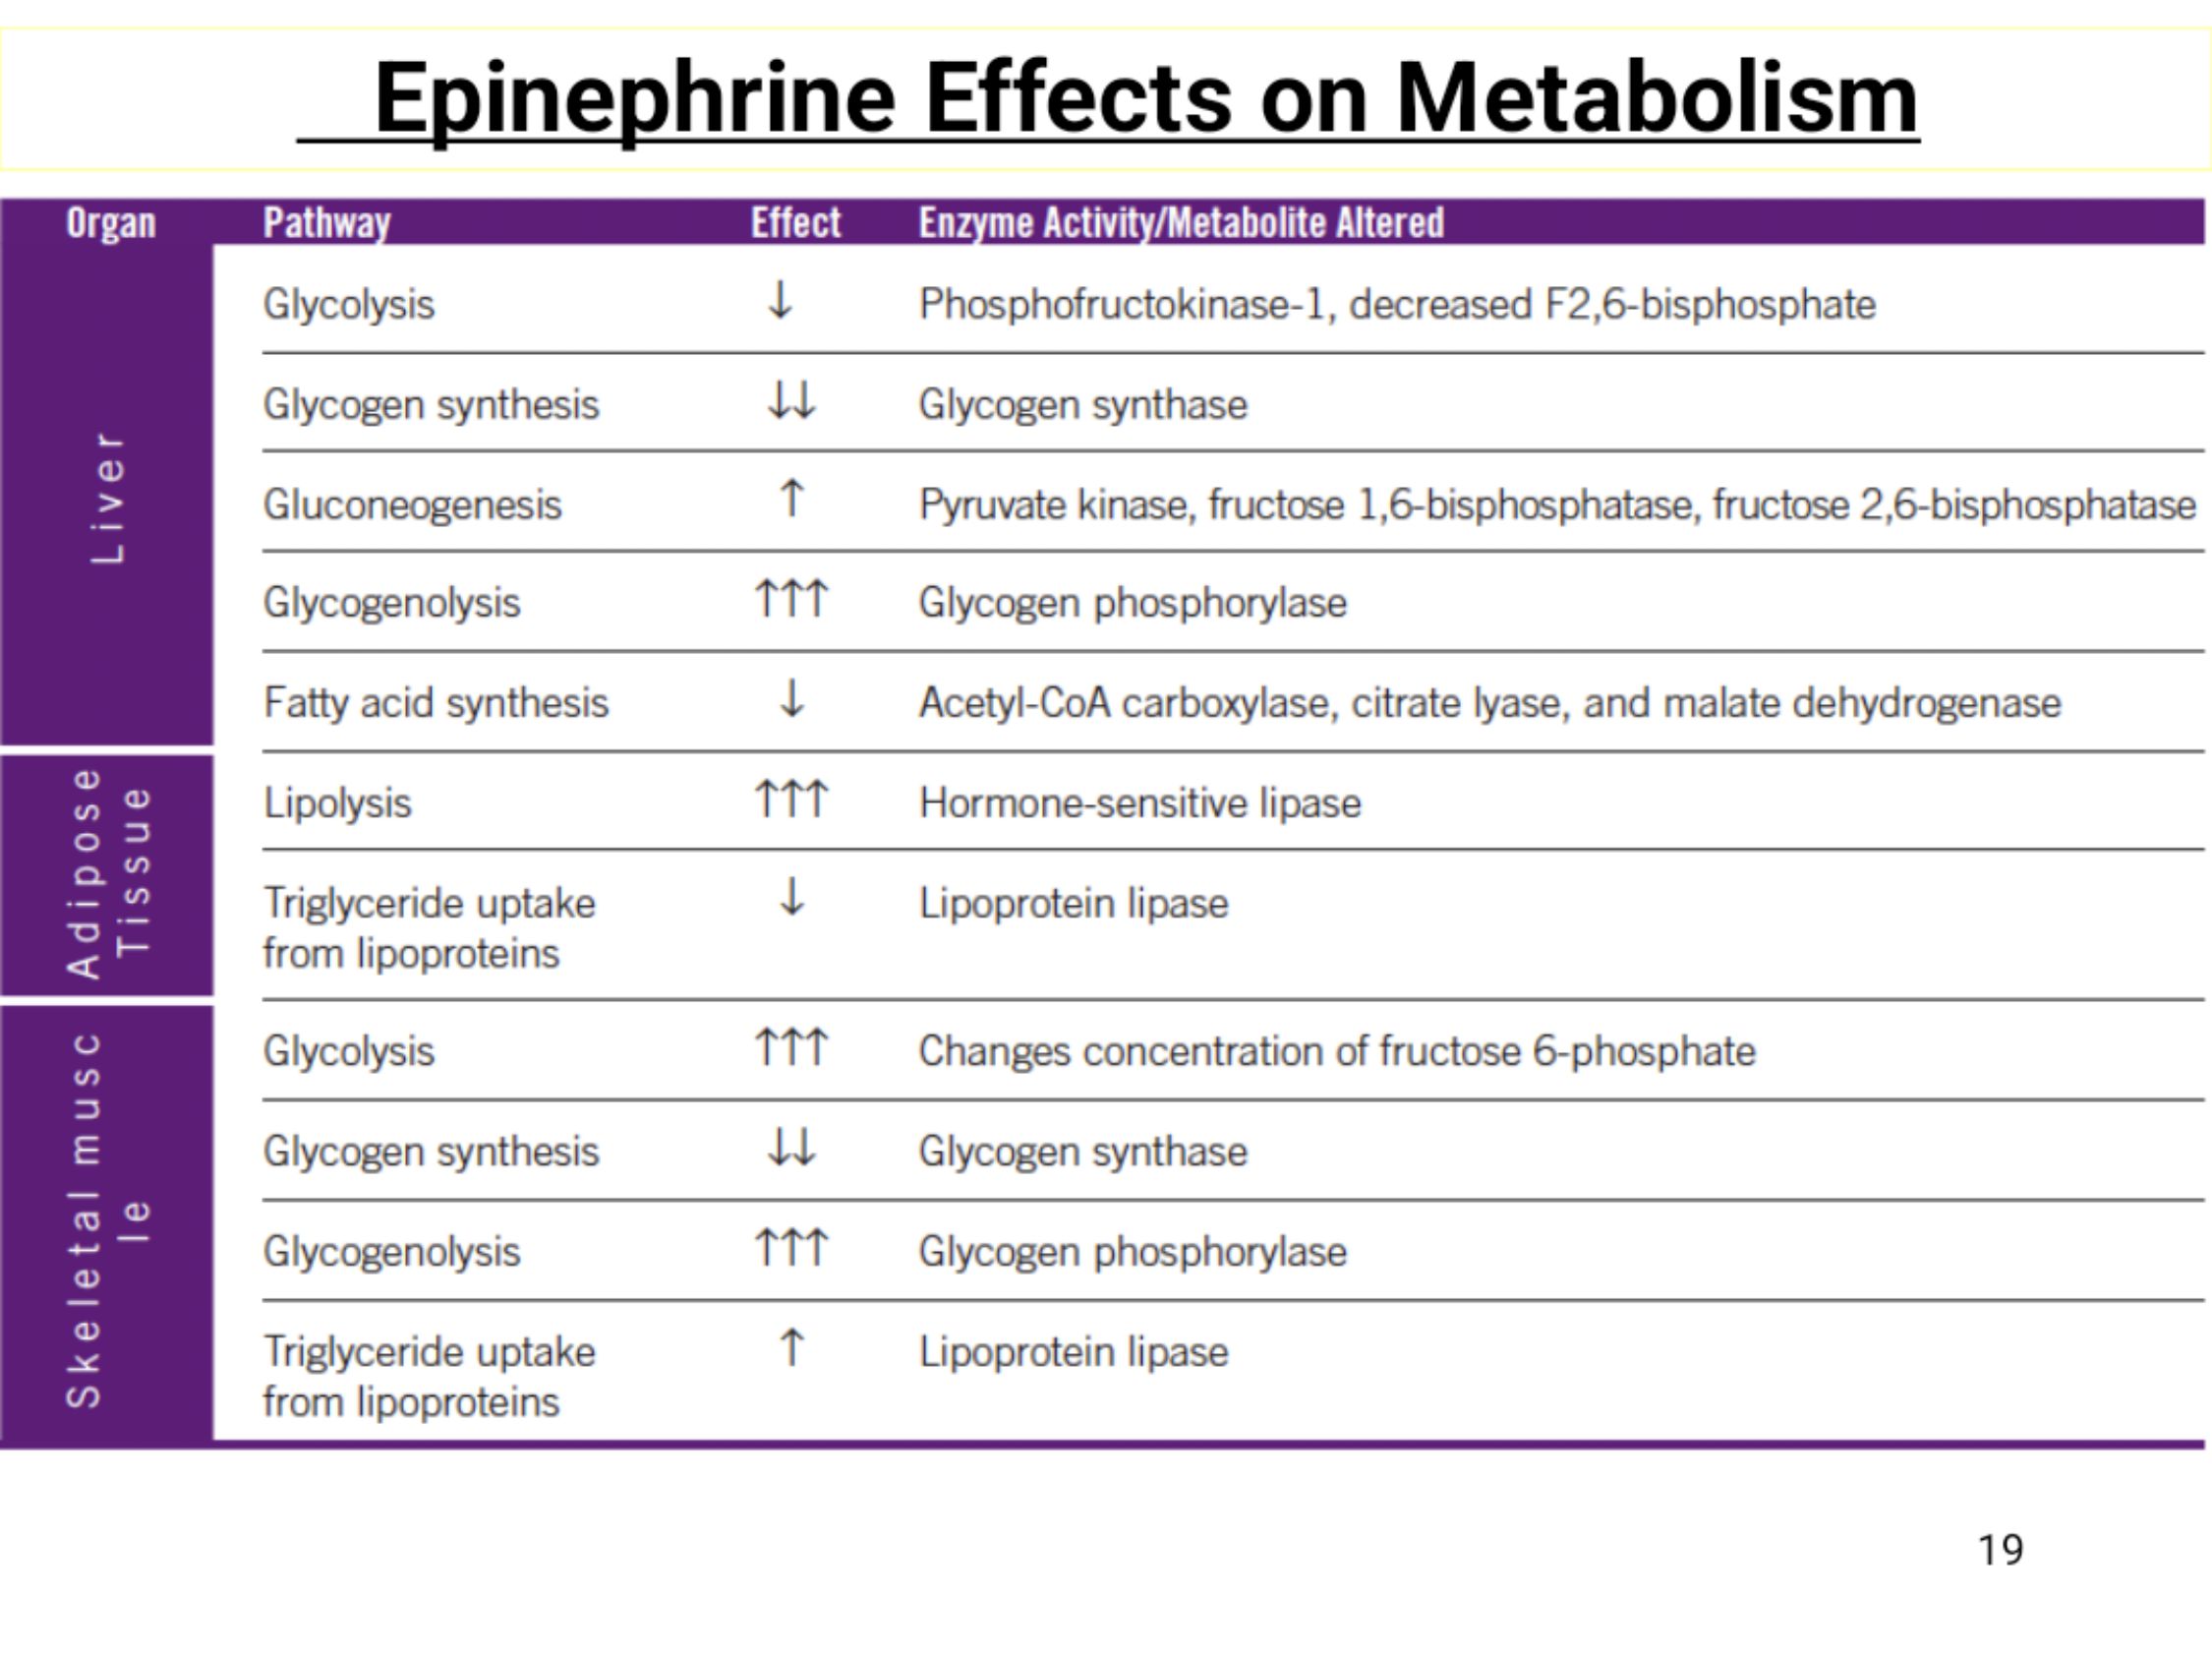 Epinephrine Effects on Metabolism
Organ Pathway Effect Enzyme Activity/Metabolite Altered
Liver
Glycolysis ↓ Phosphofructokinase-1, decreased F2,6-bisphosphate
Glycogen synthesis ↓↓ Glycogen synthase
Gluconeogenesis ↑ Pyruvate kinase, fructose 1,6-bisphosphatase, fructose 2,6-bisphosphatase
Glycogenolysis ↑↑↑ Glycogen phosphorylase
Fatty acid synthesis ↓ Acetyl-CoA carboxylase, citrate lyase, and malate dehydrogenase
Adipose
Tissue
Lipolysis ↑↑↑ Hormone-sensitive lipase
Triglyceride uptake ↓ Lipoprotein lipase
from lipoproteins
Skeletal musc
le
Glycolysis ↑↑↑ Changes concentration of fructose 6-phosphate
Glycogen synthesis ↓↓ Glycogen synthase
Glycogenolysis ↑↑↑ Glycogen phosphorylase
Triglyceride uptake ↑ Lipoprotein lipase
from lipoproteins
19